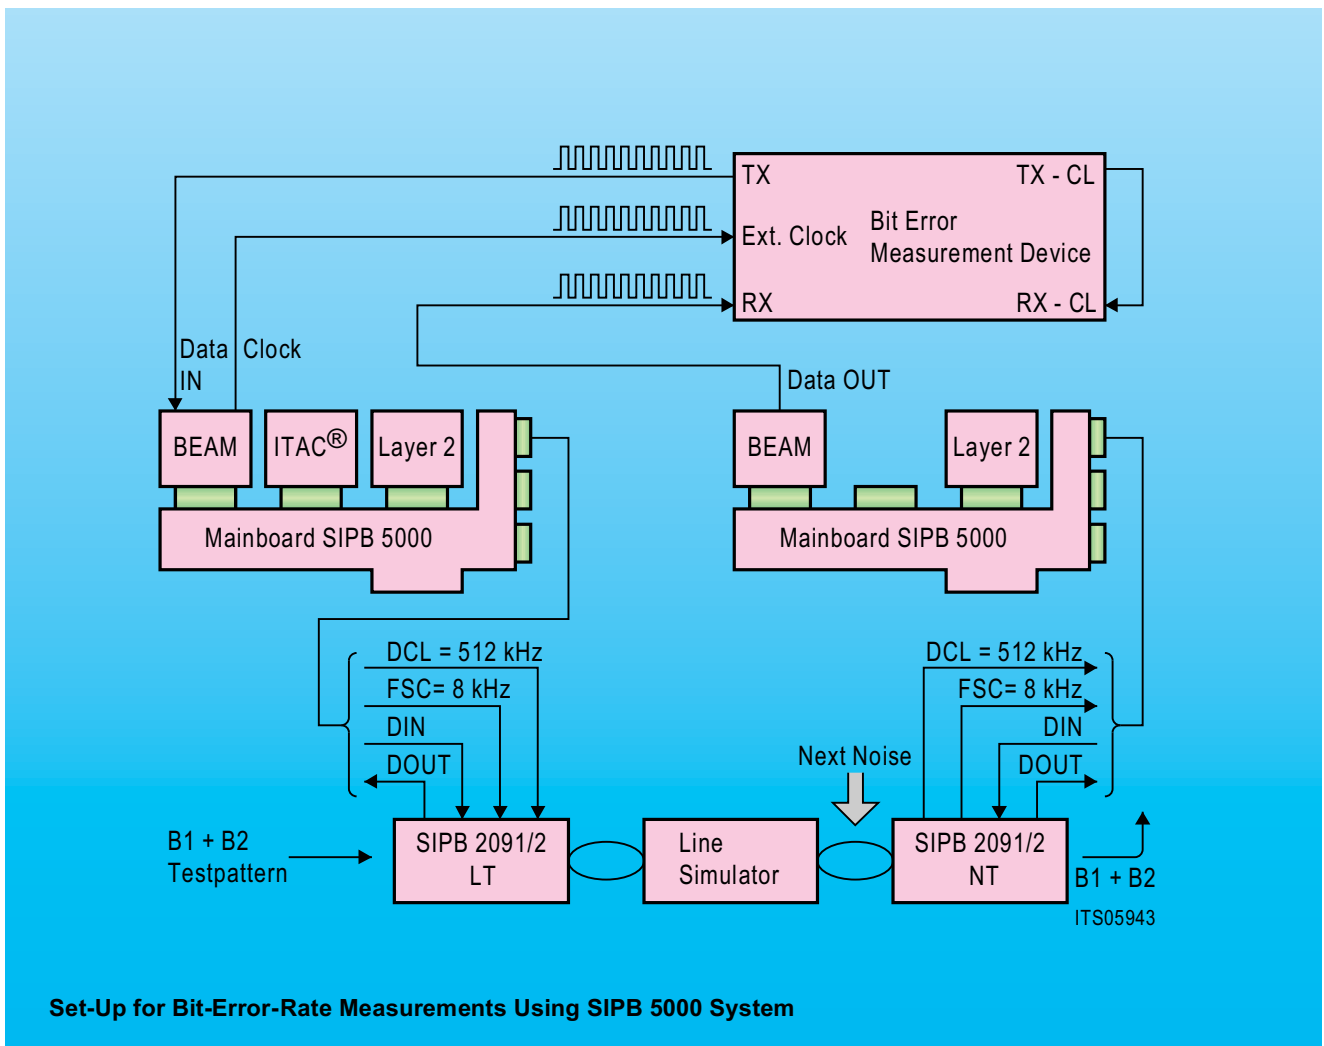 TX
TX - CL
Ext. Clock
Bit Error
Measurement Device
RX
RX - CL
Data
IN
Clock
Data OUT
BEAM
ITAC®
Layer 2
Mainboard SIPB 5000
BEAM
Layer 2
Mainboard SIPB 5000
DCL = 512 kHz
FSC= 8 kHz
DIN
DOUT
DCL = 512 kHz
FSC= 8 kHz
DIN
DOUT
Next Noise
B1 + B2
Testpattern
SIPB 2091/2
LT
Line
Simulator
SIPB 2091/2
NT
B1 + B2
ITS05943
Set-Up for Bit-Error-Rate Measurements Using SIPB 5000 System